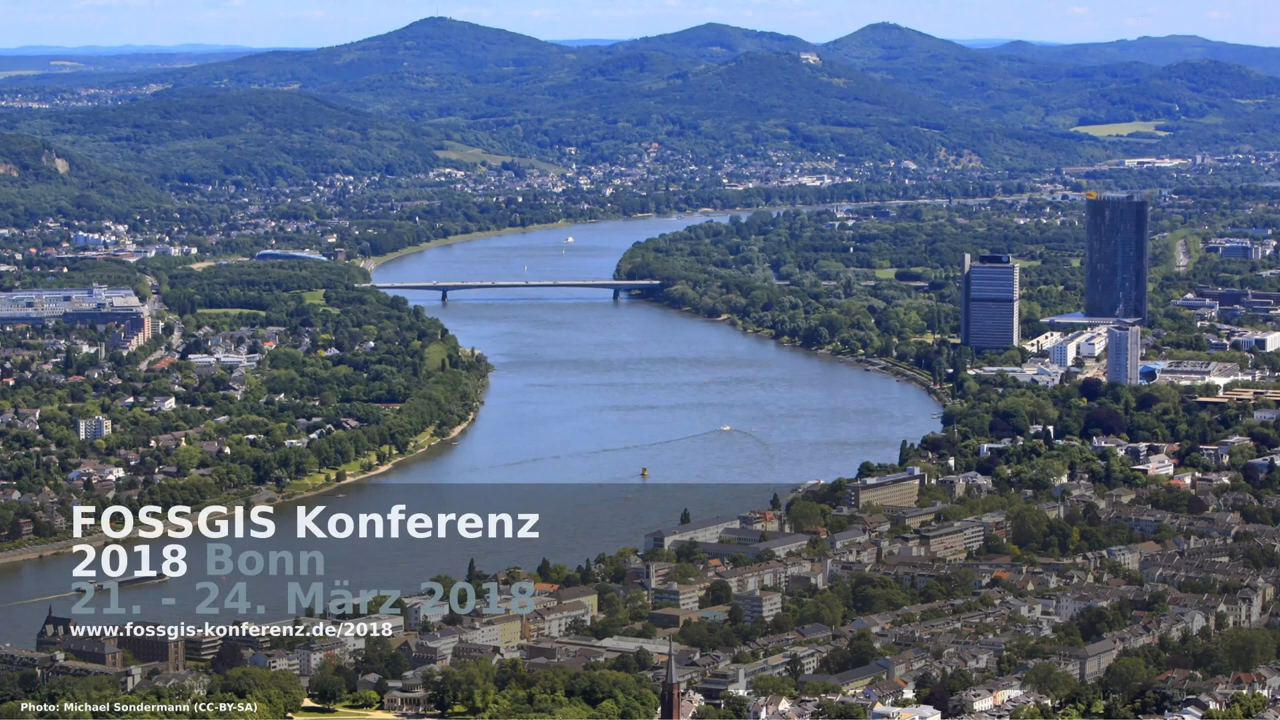 FOSSGIS Konferenz
2018 Bonn
21. - 24. März 2018
www.fossgis-konferenz.de/2018
Photo: Michael Sondermann (CC-BY-SA)